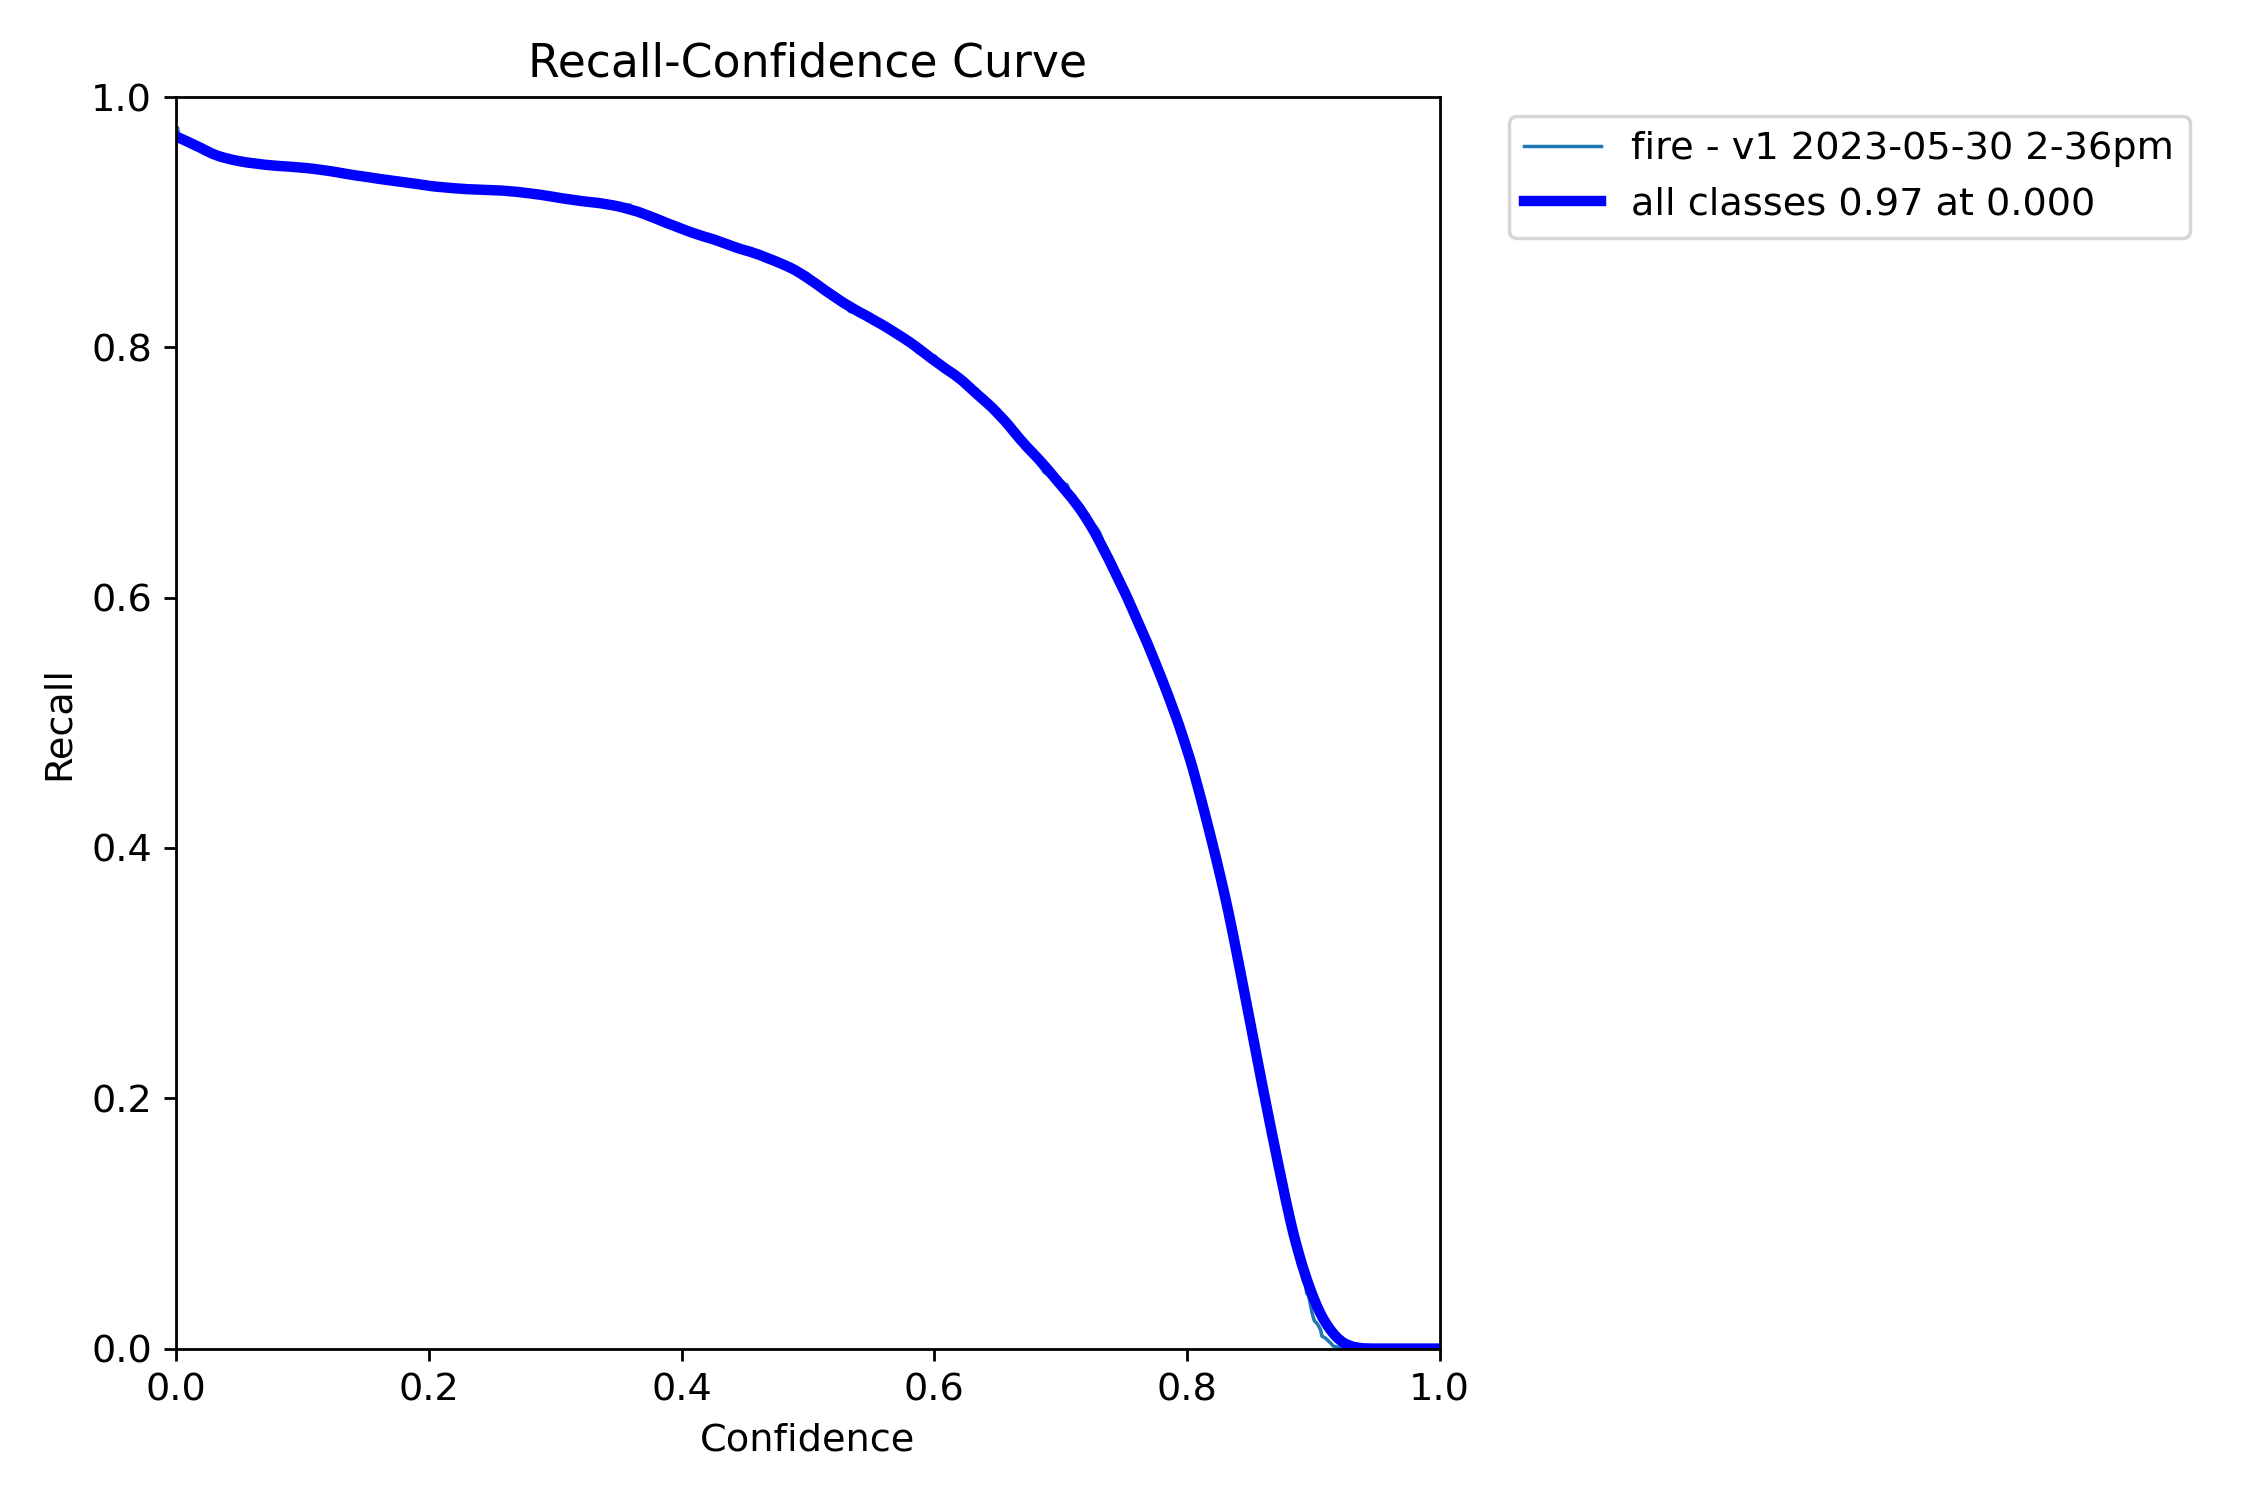 Recall-Confidence Curve
1.0
0.8
0.6
0.4
0.2
0.0
Recall
0.0 0.2 0.4 0.6 0.8 1.0
Confidence
fire - v1 2023-05-30 2-36pm
all classes 0.97 at 0.000